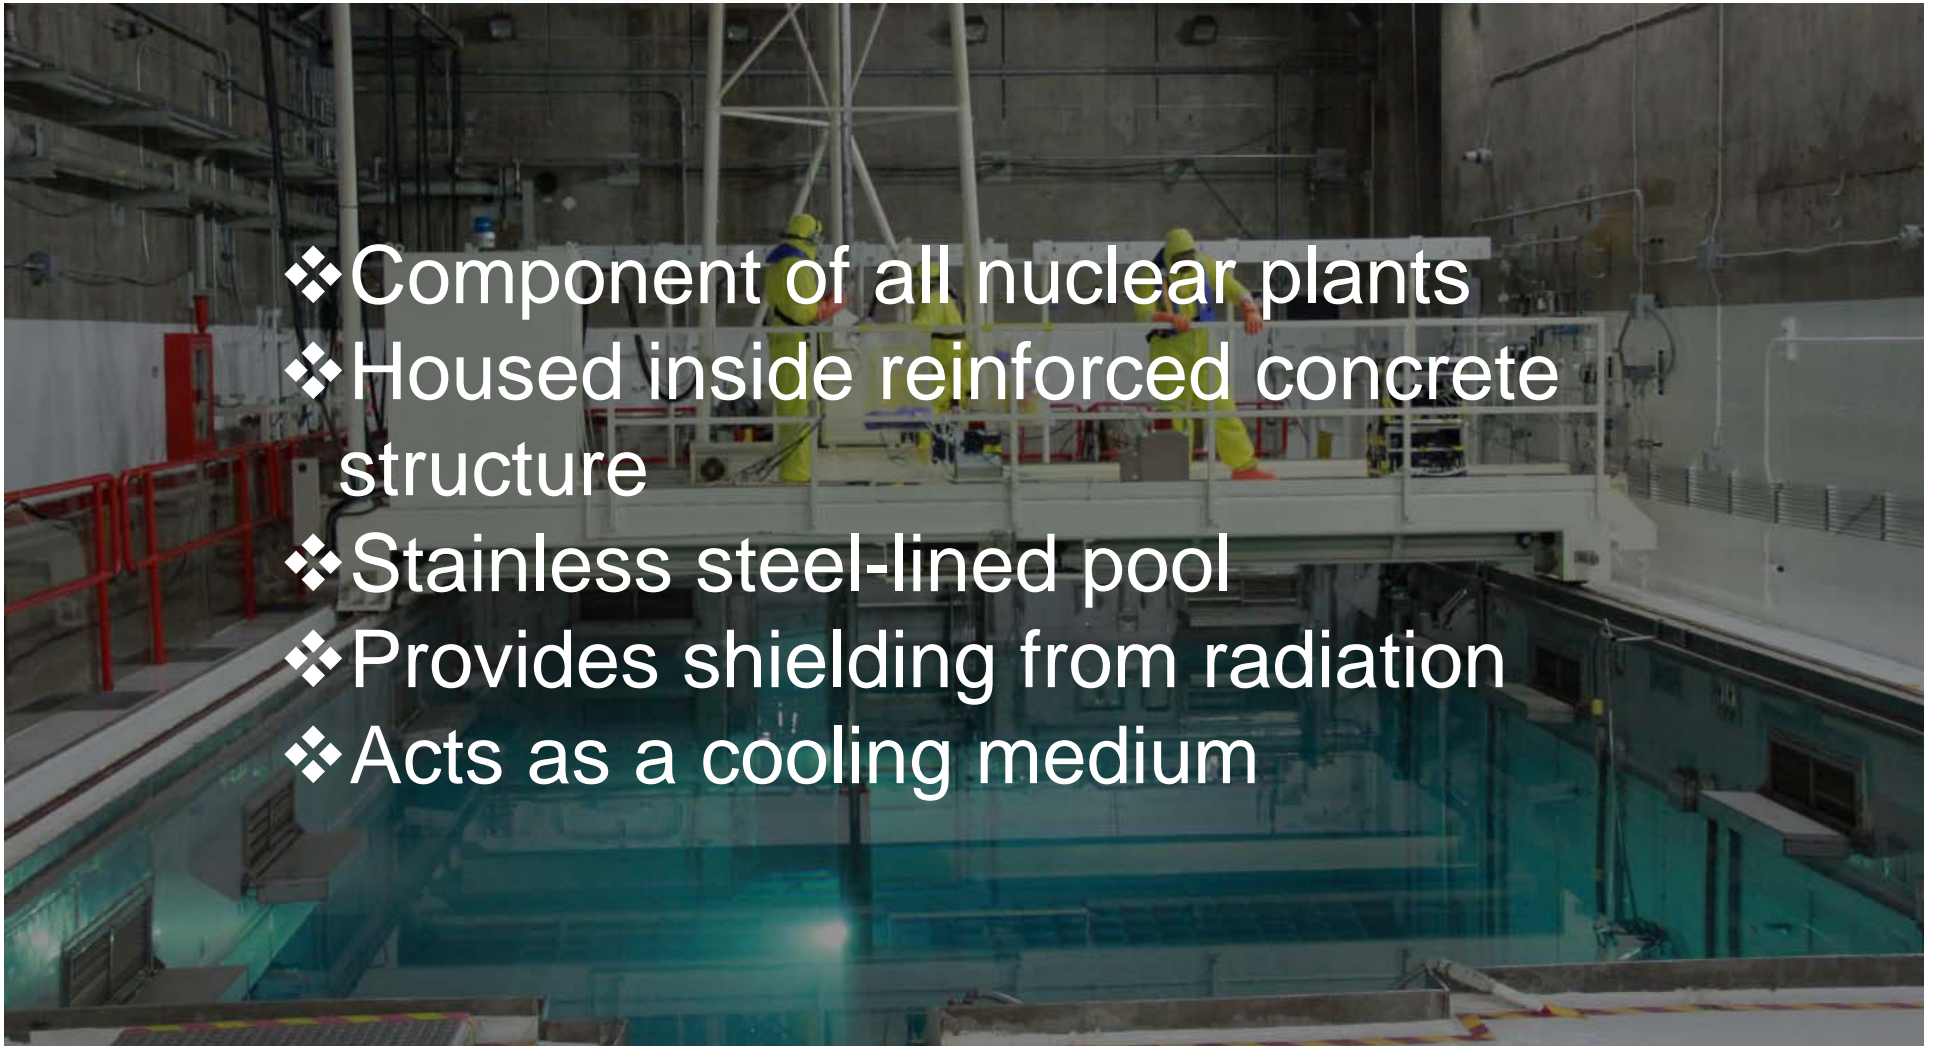 ❖Component of all nuclear plants
❖Housed inside reinforced concrete
structure
❖Stainless steel-lined pool
❖Provides shielding from radiation
❖Acts as a cooling medium